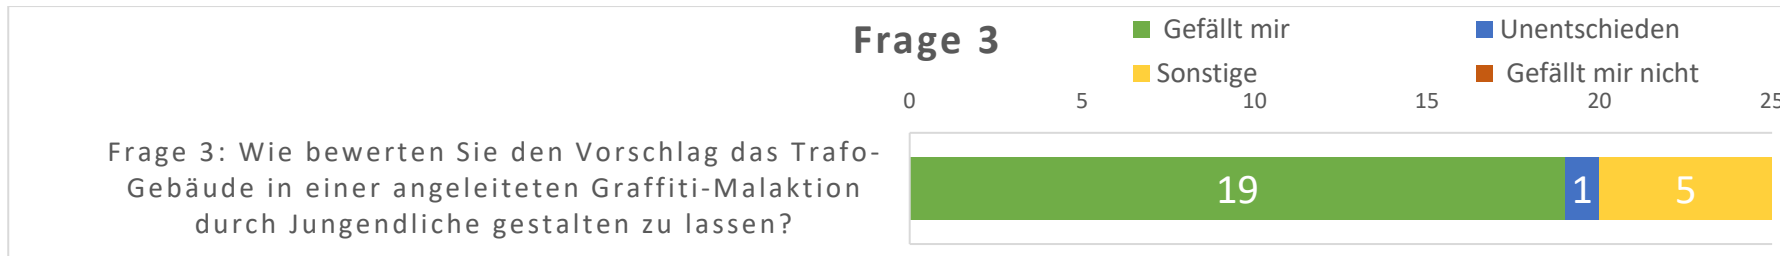 Frage 3
Gefällt mir
Unentschieden
Sonstige
Gefällt mir nicht
0 5 10 15 20 25
Frage 3: Wie bewerten Sie den Vorschlag das Trafo-
Gebäude in einer angeleiteten Graffiti-Malaktion
durch Jungendliche gestalten zu lassen?
19 1 5